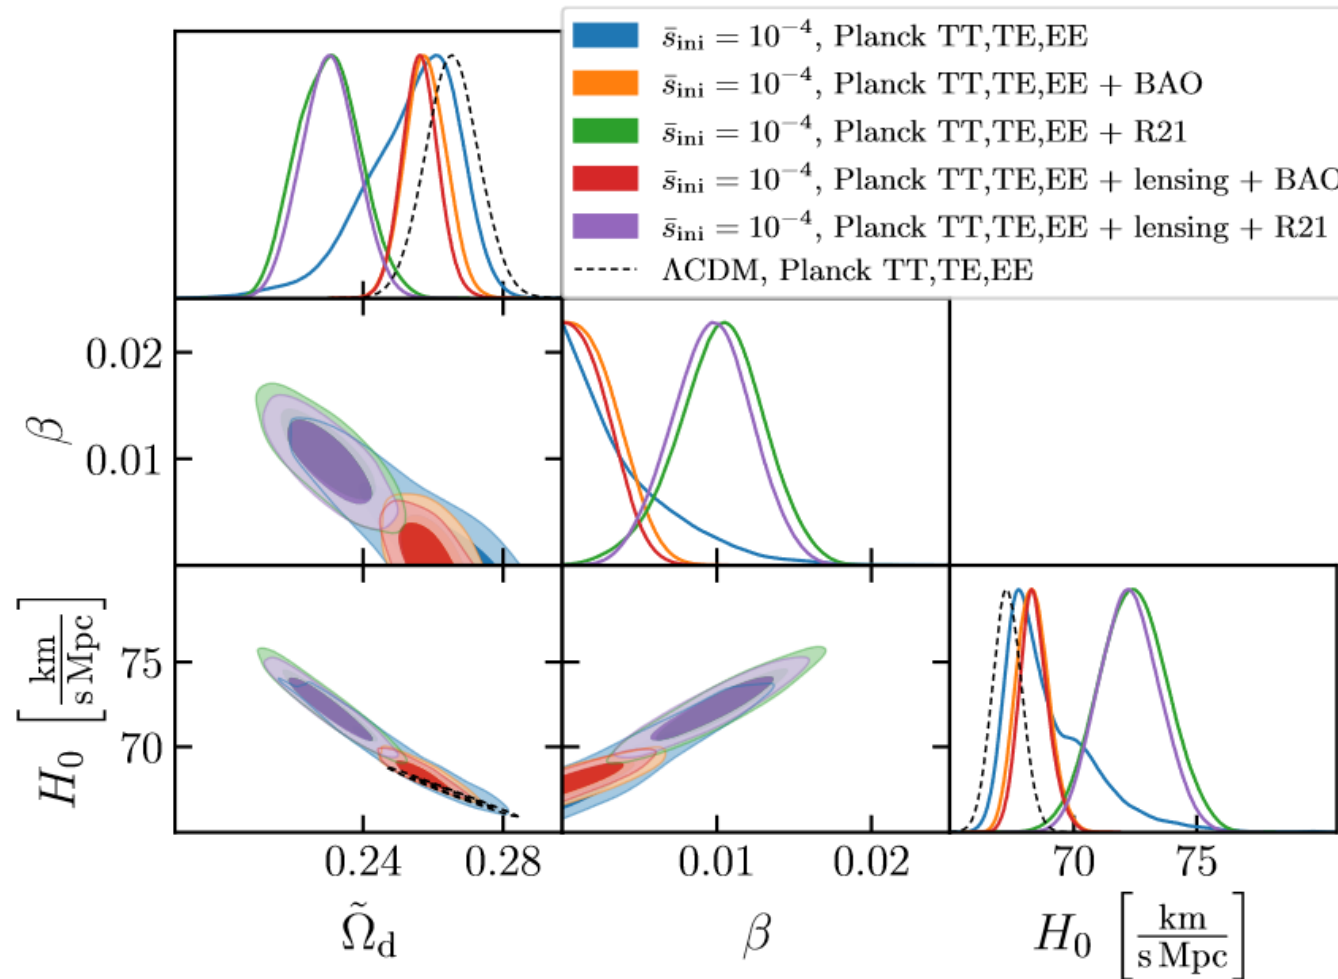 s̄ini = 10⁻⁴, Planck TT,TE,EE
s̄ini = 10⁻⁴, Planck TT,TE,EE + BAO
s̄ini = 10⁻⁴, Planck TT,TE,EE + R21
s̄ini = 10⁻⁴, Planck TT,TE,EE + lensing + BAO
s̄ini = 10⁻⁴, Planck TT,TE,EE + lensing + R21
ΛCDM, Planck TT,TE,EE
0.02
0.01
β
75
70
H₀ [km / s Mpc]
0.24 0.28
0.01 0.02
70 75
Ω̃d
β
H₀ [km / s Mpc]